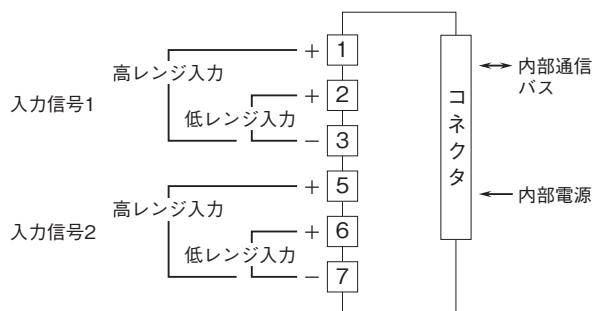 入力信号1
高レンジ入力
低レンジ入力
+ 1
+ 2
− 3
入力信号2
高レンジ入力
低レンジ入力
+ 5
+ 6
− 7
コネクタ
内部通信
バス
内部電源